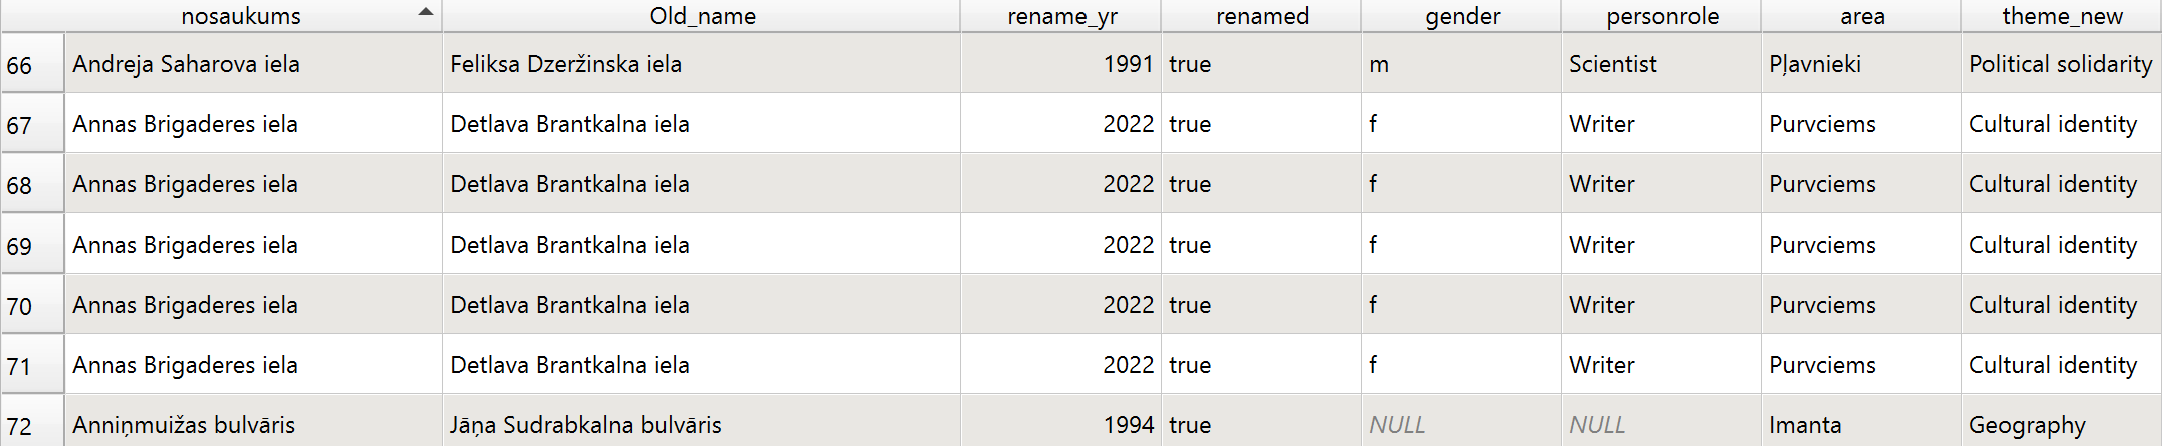 nosaukums Old_name rename_yr renamed gender personrole area theme_new
66 Andreja Saharova iela Feliksa Dzeržinska iela 1991 true m Scientist Pļavnieki Political solidarity
67 Annas Brigaderes iela Detlava Brantkalna iela 2022 true f Writer Purvciems Cultural identity
68 Annas Brigaderes iela Detlava Brantkalna iela 2022 true f Writer Purvciems Cultural identity
69 Annas Brigaderes iela Detlava Brantkalna iela 2022 true f Writer Purvciems Cultural identity
70 Annas Brigaderes iela Detlava Brantkalna iela 2022 true f Writer Purvciems Cultural identity
71 Annas Brigaderes iela Detlava Brantkalna iela 2022 true f Writer Purvciems Cultural identity
72 Anniņmuižas bulvāris Jāņa Sudrabkalna bulvāris 1994 true NULL NULL Imanta Geography